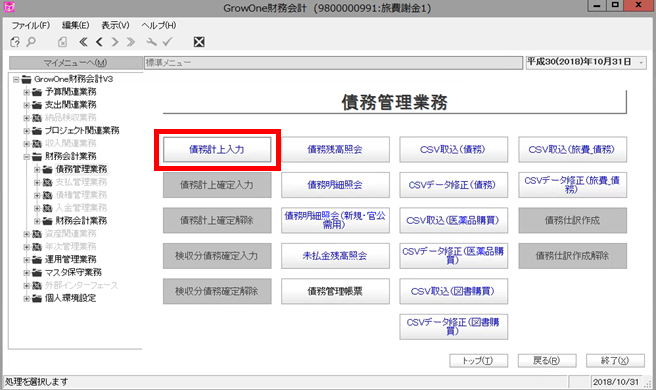 GrowOne財務会計 (9800000991:旅費謝金1)
ファイル(F) 編集(E) 表示(V) ヘルプ(H)
マイメニューへ(M) 標準メニュー 平成30(2018)年10月31日
GrowOne財務会計V3
予算関連業務
支出関連業務
納品検収業務
プロジェクト関連業務
収入関連業務
財務会計業務
債務管理業務
支払管理業務
債権管理業務
入金管理業務
財務会計業務
資産関連業務
年次管理業務
運用管理業務
マスタ保守業務
外部インターフェース
個人環境設定
債務管理業務
債務計上入力 債務残高照会 CSV取込(債務) CSV取込(旅費_債務)
債務計上確定入力 債務明細照会 CSVデータ修正(債務) CSVデータ修正(旅費_債務)
債務計上確定解除 債務明細照会(新規・官公需用) CSV取込(医薬品購買) 債務仕訳作成
検収分債務確定入力 未払金残高照会 CSVデータ修正(医薬品購買) 債務仕訳作成解除
検収分債務確定解除 債務管理帳票 CSV取込(図書購買)
CSVデータ修正(図書購買)
トップ(T) 戻る(R) 終了(X)
処理を選択します 2018/10/31